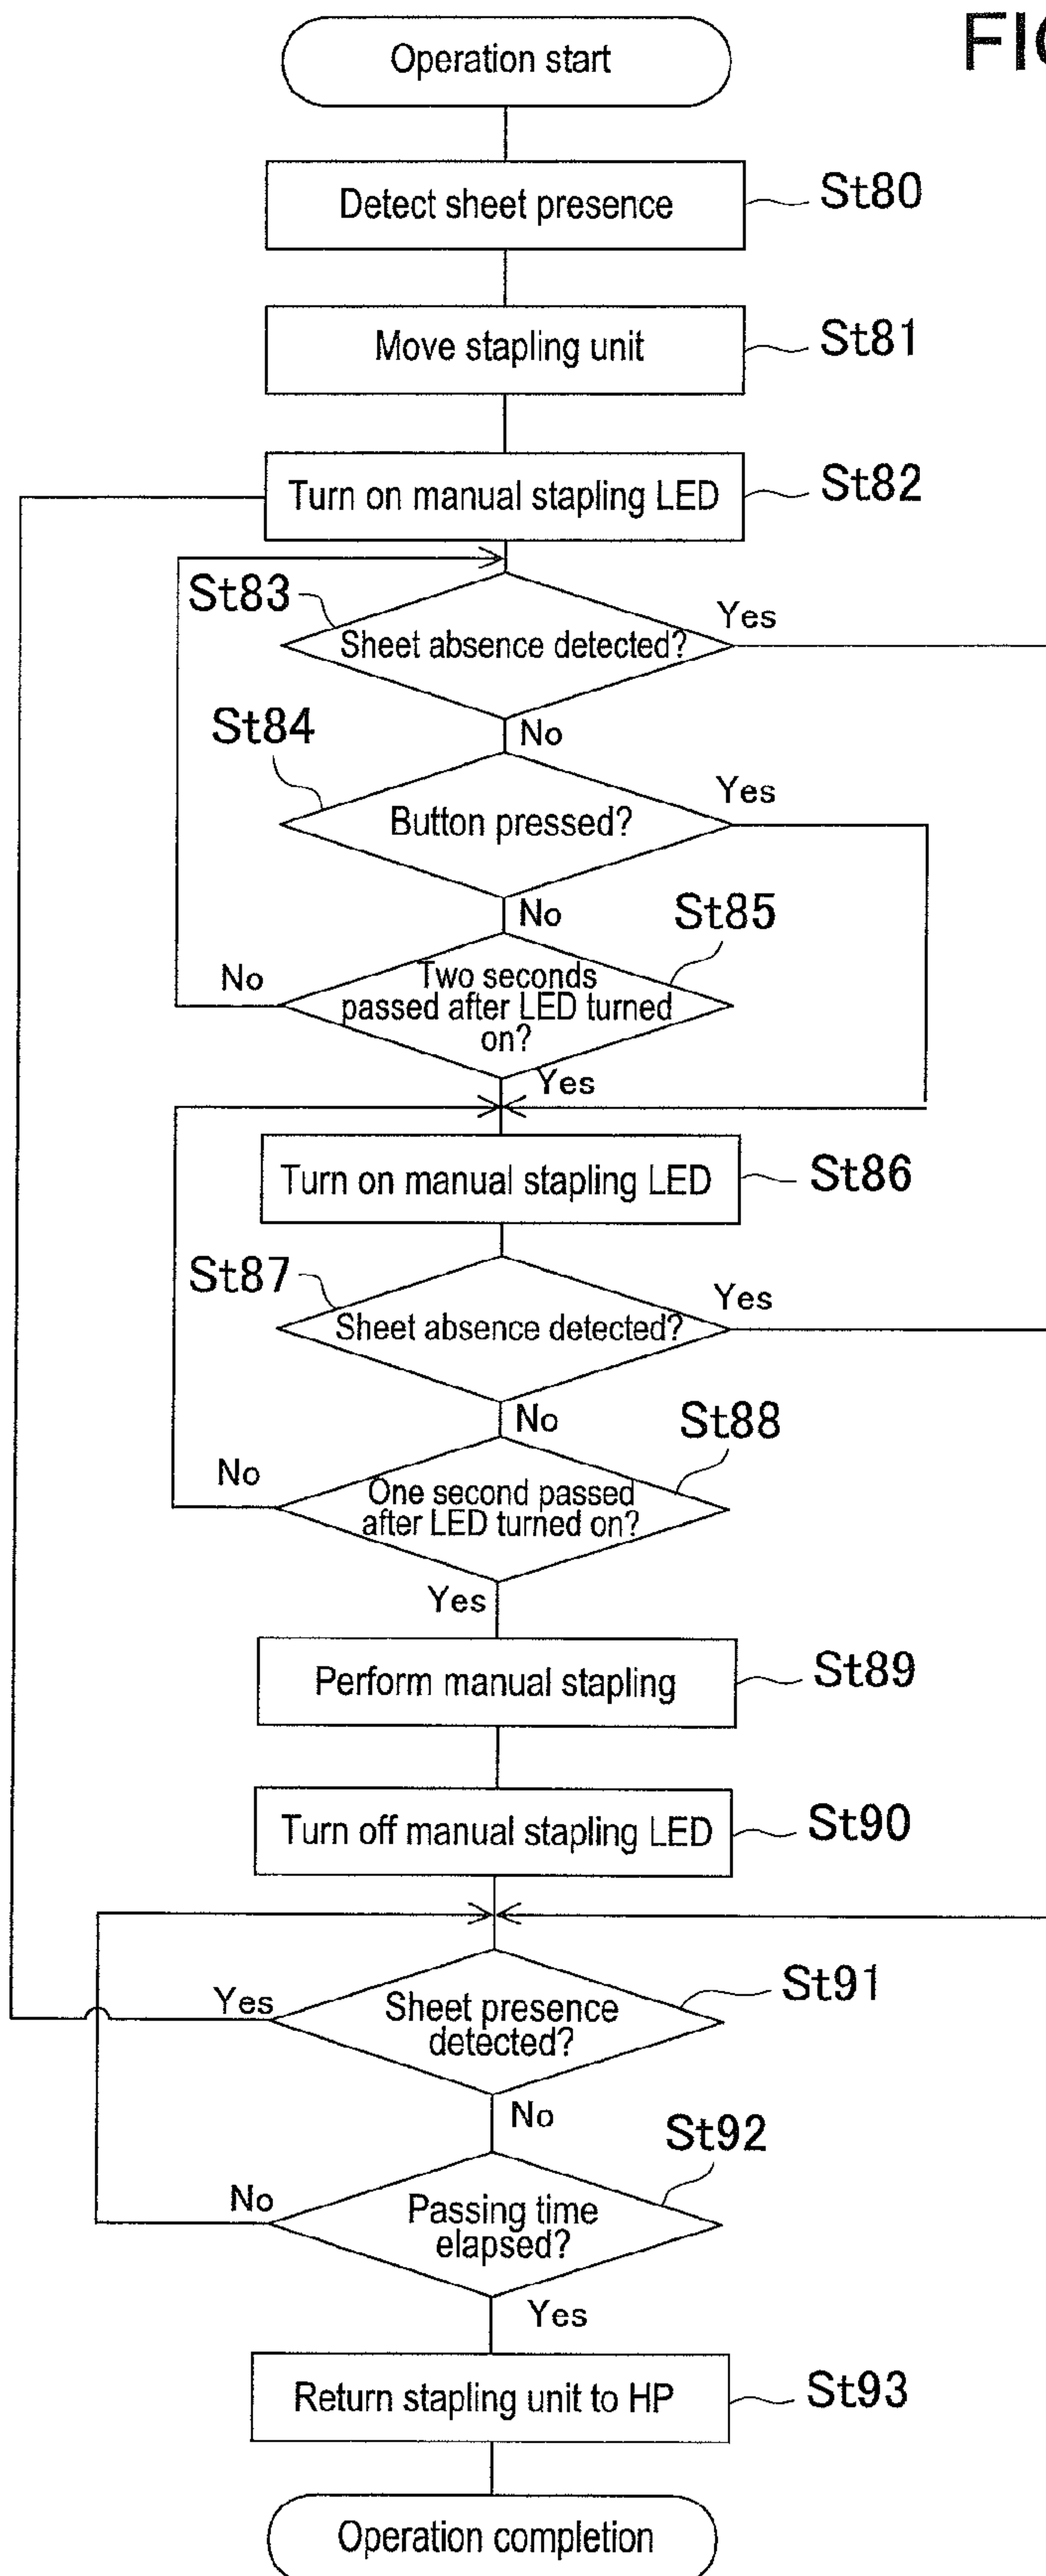 FIG
Operation start
Detect sheet presence
St80
Move stapling unit
St81
Turn on manual stapling LED
St82
St83
Sheet absence detected?
Yes
No
St84
Button pressed?
Yes
No
St85
Two seconds
passed after LED turned
on?
No
Yes
Turn on manual stapling LED
St86
St87
Sheet absence detected?
Yes
No
St88
One second passed
after LED turned on?
No
Yes
Perform manual stapling
St89
Turn off manual stapling LED
St90
St91
Sheet presence
detected?
Yes
No
St92
Passing time
elapsed?
No
Yes
Return stapling unit to HP
St93
Operation completion